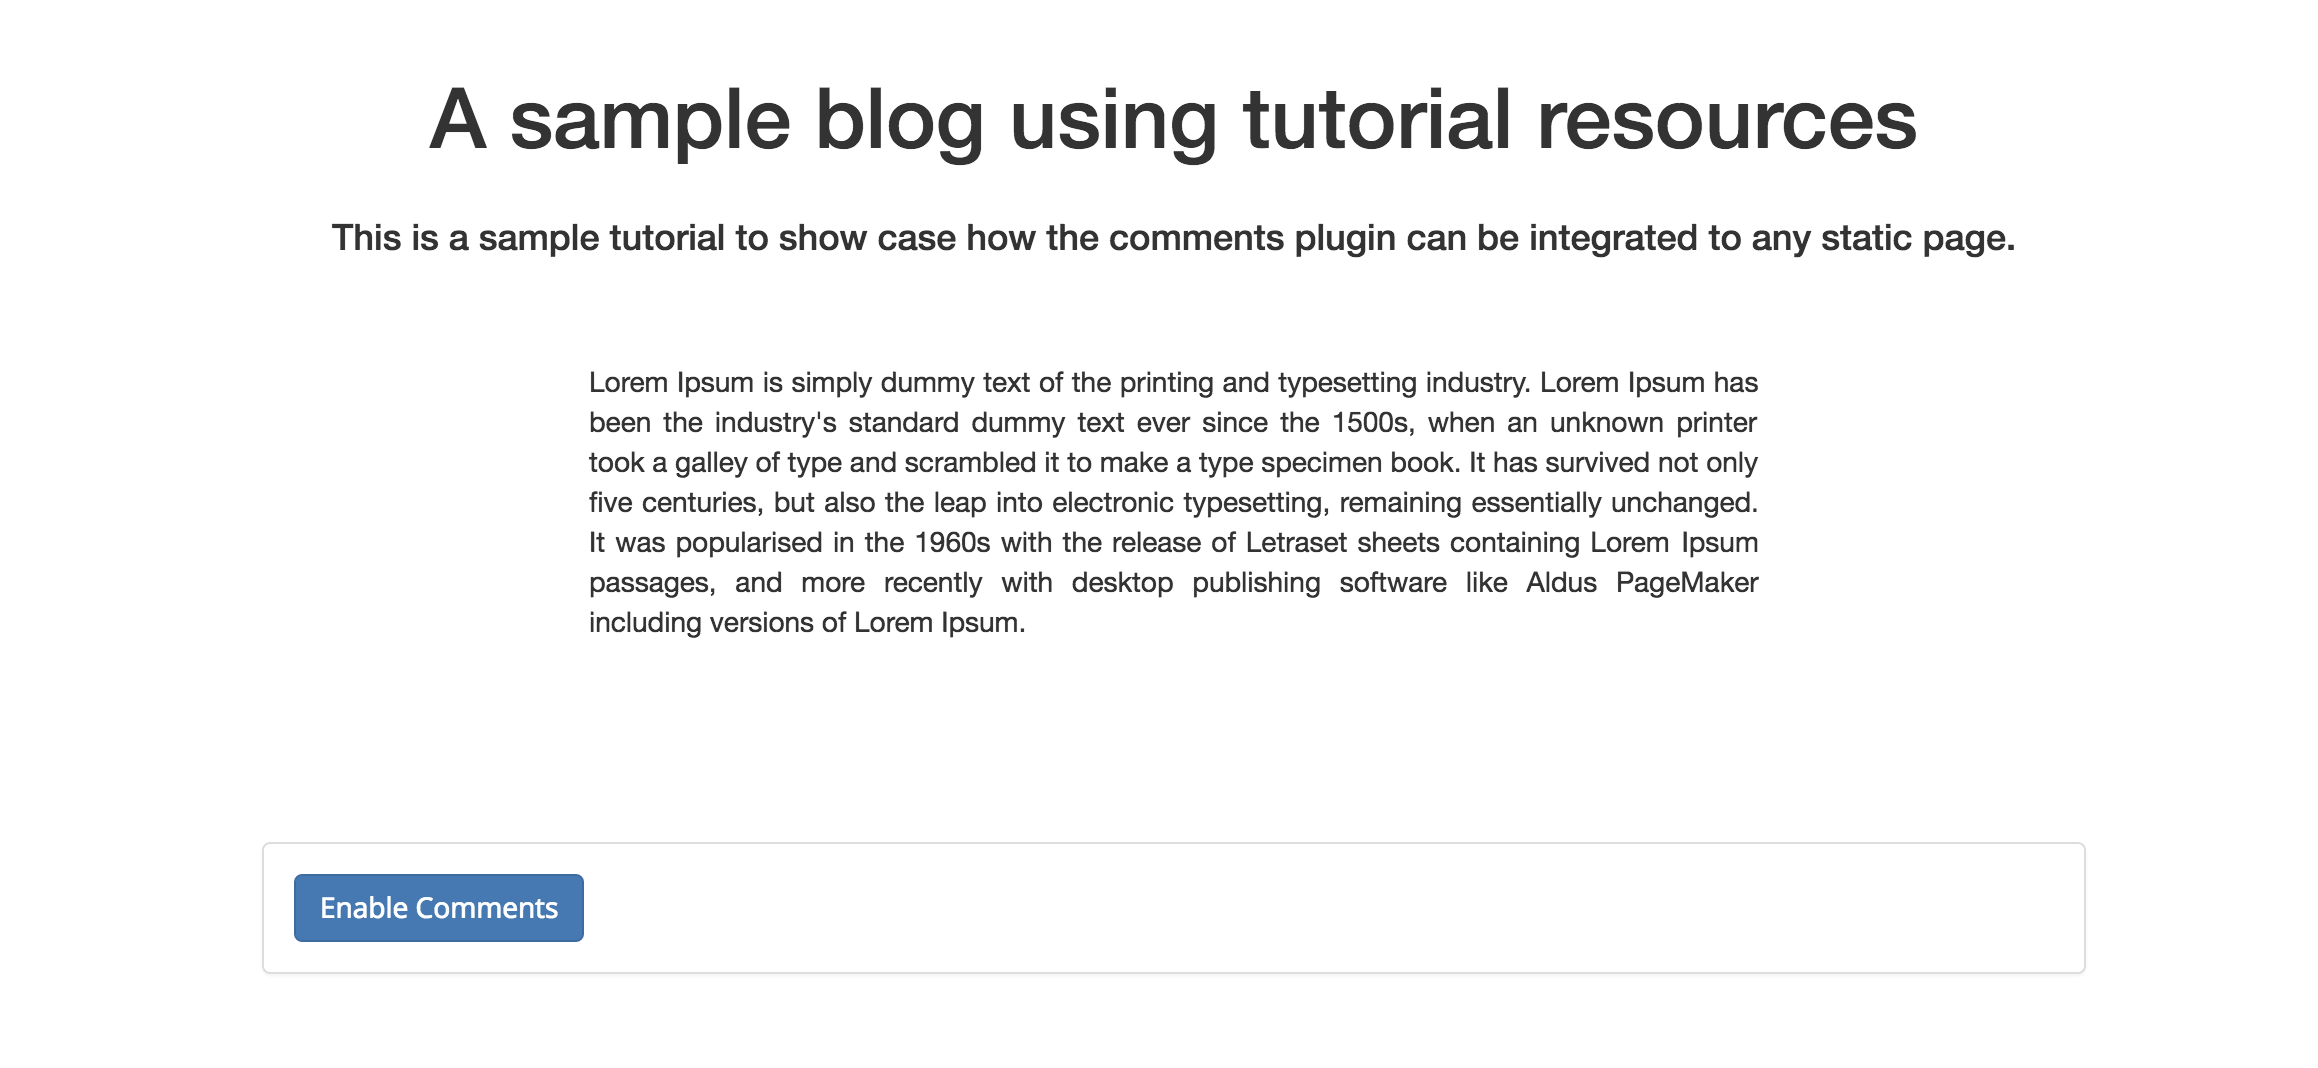 A sample blog using tutorial resources
This is a sample tutorial to show case how the comments plugin can be integrated to any static page.
Lorem Ipsum is simply dummy text of the printing and typesetting industry. Lorem Ipsum has
been the industry's standard dummy text ever since the 1500s, when an unknown printer
took a galley of type and scrambled it to make a type specimen book. It has survived not only
five centuries, but also the leap into electronic typesetting, remaining essentially unchanged.
It was popularised in the 1960s with the release of Letraset sheets containing Lorem Ipsum
passages, and more recently with desktop publishing software like Aldus PageMaker
including versions of Lorem Ipsum.
Enable Comments